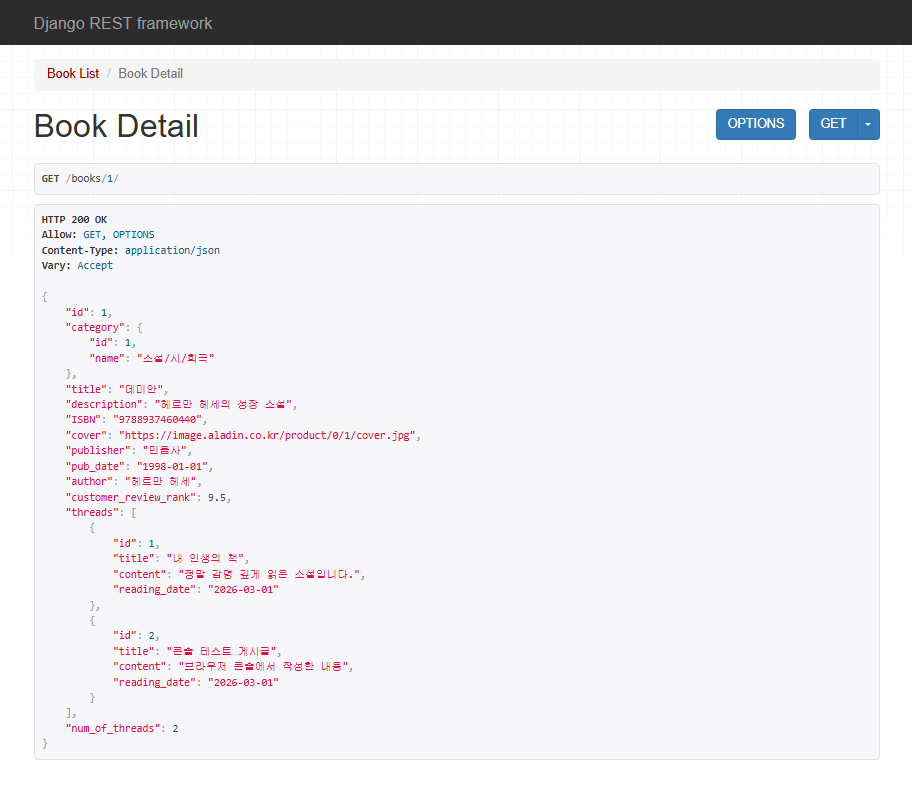 Django REST framework
Book List / Book Detail
Book Detail
OPTIONS
GET
GET /books/1/
HTTP 200 OK
Allow: GET, OPTIONS
Content-Type: application/json
Vary: Accept
{
    "id": 1,
    "category": {
        "id": 1,
        "name": "소설/시/희곡"
    },
    "title": "데미안",
    "description": "헤르만 헤세의 성장 소설",
    "ISBN": "9788937460440",
    "cover": "https://image.aladin.co.kr/product/0/1/cover.jpg",
    "publisher": "민음사",
    "pub_date": "1998-01-01",
    "author": "헤르만 헤세",
    "customer_review_rank": 9.5,
    "threads": [
        {
            "id": 1,
            "title": "내 인생의 책",
            "content": "정말 감명 깊게 읽은 소설입니다.",
            "reading_date": "2026-03-01"
        },
        {
            "id": 2,
            "title": "콘솔 테스트 게시글",
            "content": "브라우저 콘솔에서 작성한 내용",
            "reading_date": "2026-03-01"
        }
    ],
    "num_of_threads": 2
}